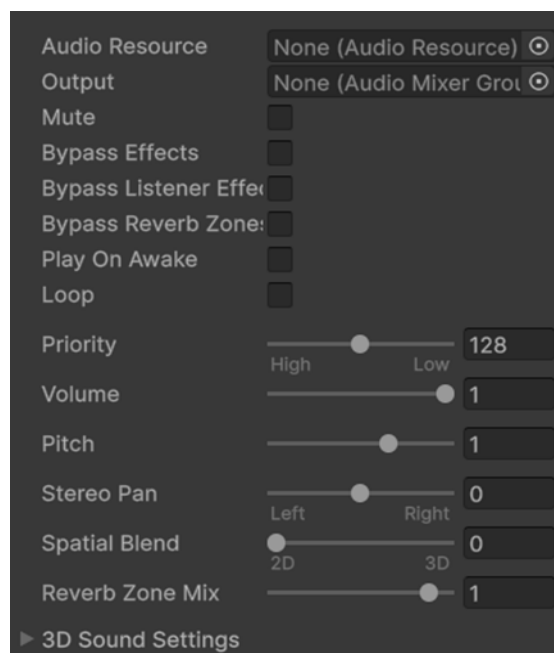 Audio Resource None (Audio Resource)
Output None (Audio Mixer Grou
Mute
Bypass Effects
Bypass Listener Effec
Bypass Reverb Zones
Play On Awake
Loop
Priority 128
High Low
Volume 1
Pitch 1
Stereo Pan 0
Left Right
Spatial Blend 0
2D 3D
Reverb Zone Mix 1
3D Sound Settings